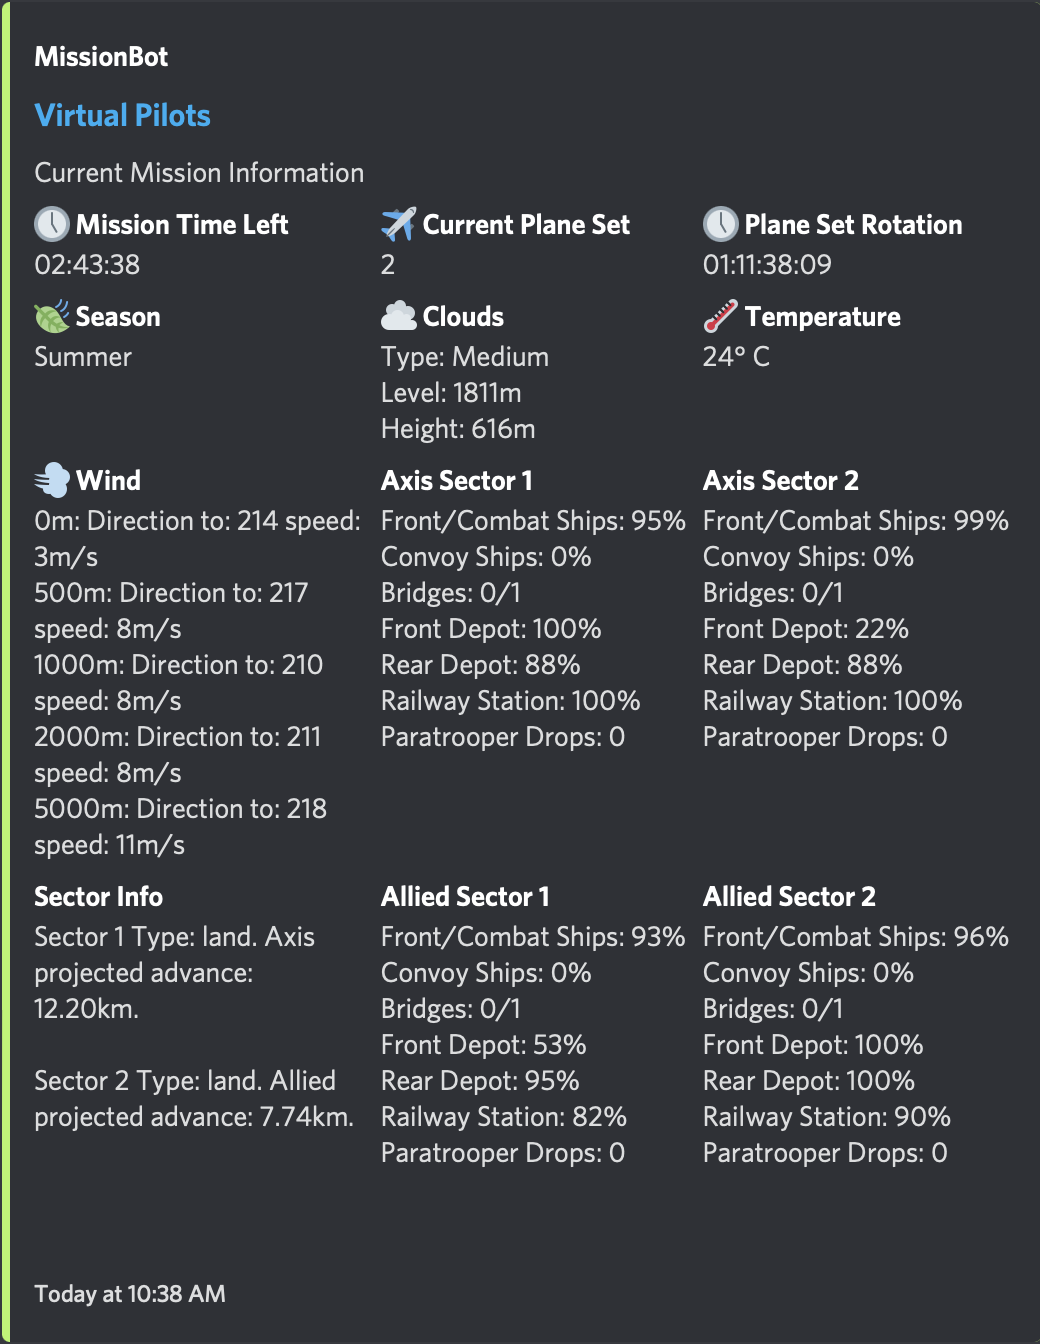 MissionBot
Virtual Pilots
Current Mission Information
Mission Time Left
02:43:38
Current Plane Set
2
Plane Set Rotation
01:11:38:09
Season
Summer
Clouds
Type: Medium
Level: 1811m
Height: 616m
Temperature
24° C
Wind
0m: Direction to: 214 speed:
3m/s
500m: Direction to: 217
speed: 8m/s
1000m: Direction to: 210
speed: 8m/s
2000m: Direction to: 211
speed: 8m/s
5000m: Direction to: 218
speed: 11m/s
Axis Sector 1
Front/Combat Ships: 95%
Convoy Ships: 0%
Bridges: 0/1
Front Depot: 100%
Rear Depot: 88%
Railway Station: 100%
Paratrooper Drops: 0
Axis Sector 2
Front/Combat Ships: 99%
Convoy Ships: 0%
Bridges: 0/1
Front Depot: 22%
Rear Depot: 88%
Railway Station: 100%
Paratrooper Drops: 0
Sector Info
Sector 1 Type: land. Axis
projected advance:
12.20km.
Sector 2 Type: land. Allied
projected advance: 7.74km.
Allied Sector 1
Front/Combat Ships: 93%
Convoy Ships: 0%
Bridges: 0/1
Front Depot: 53%
Rear Depot: 95%
Railway Station: 82%
Paratrooper Drops: 0
Allied Sector 2
Front/Combat Ships: 96%
Convoy Ships: 0%
Bridges: 0/1
Front Depot: 100%
Rear Depot: 100%
Railway Station: 90%
Paratrooper Drops: 0
Today at 10:38 AM